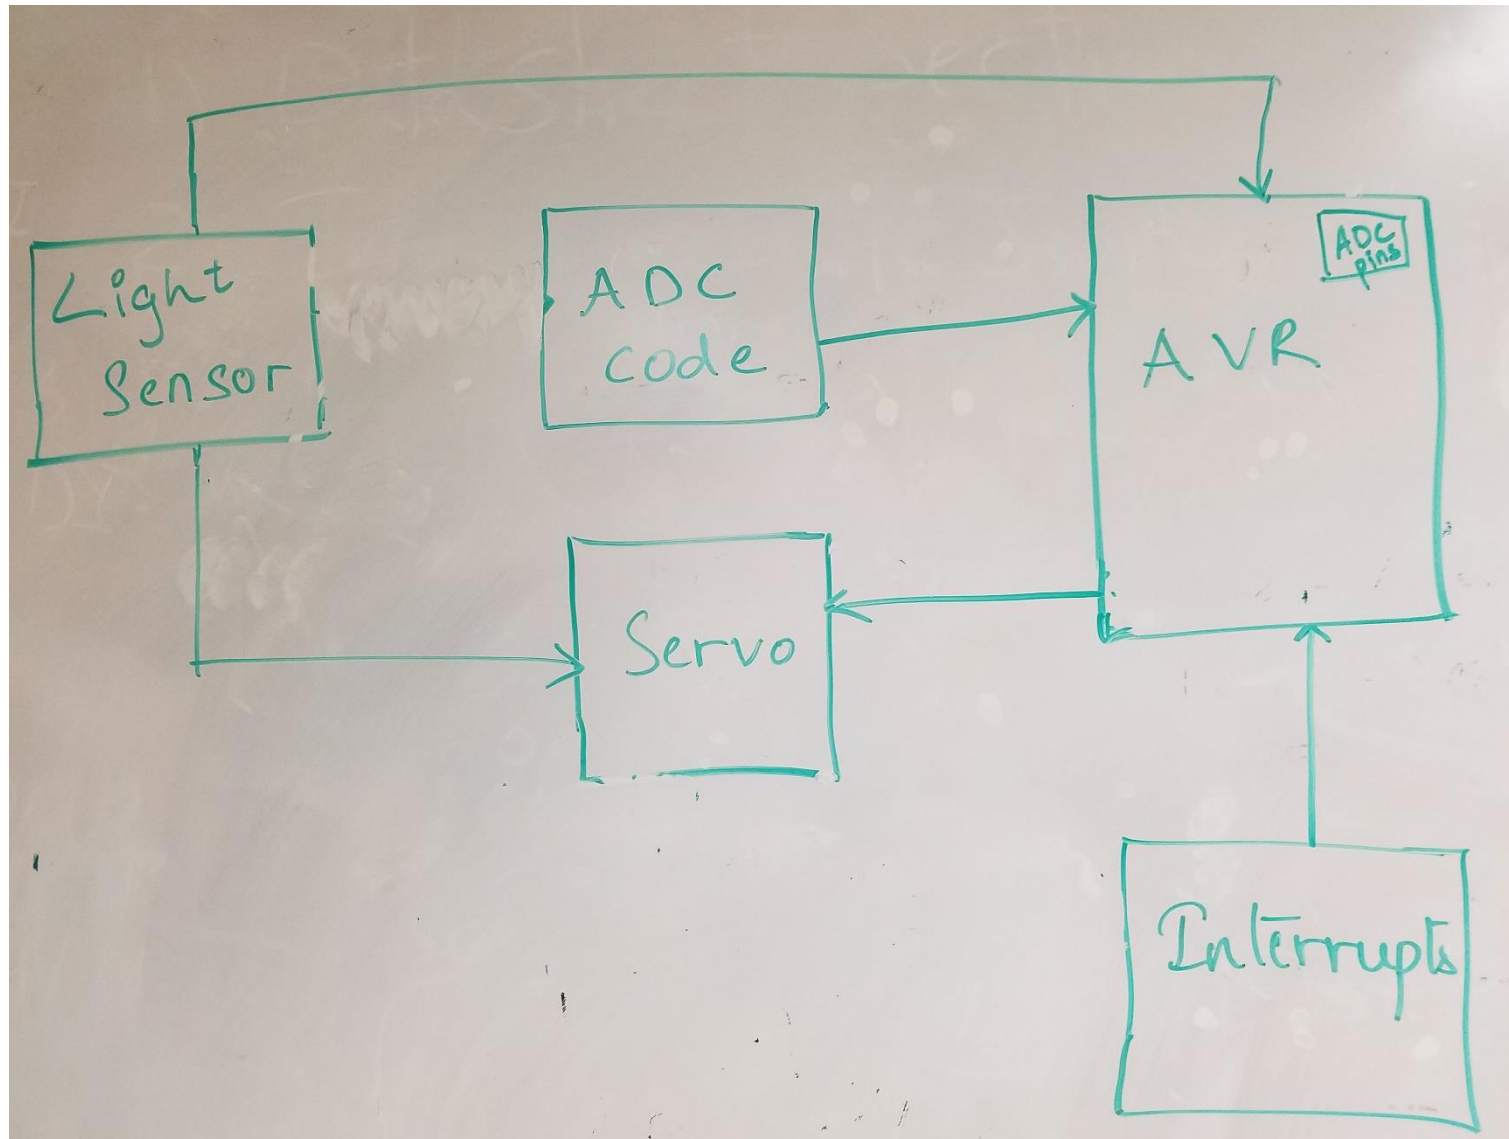 Light
Sensor
ADC
code
ADC
pins
AVR
Servo
Interrupts